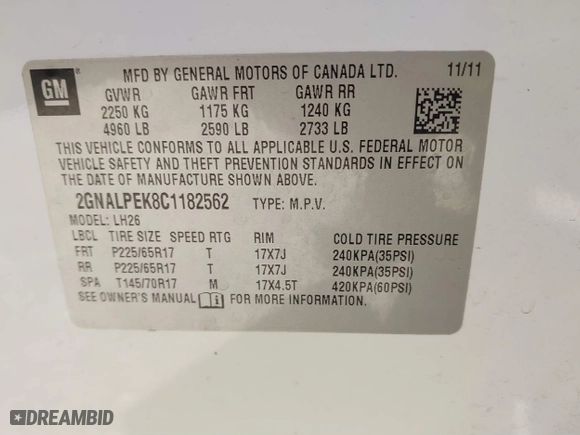 GM
MFD BY GENERAL MOTORS OF CANADA LTD. 11/11
GVWR GAWR FRT GAWR RR
2250 KG 1175 KG 1240 KG
4960 LB 2590 LB 2733 LB
THIS VEHICLE CONFORMS TO ALL APPLICABLE U.S. FEDERAL MOTOR
VEHICLE SAFETY AND THEFT PREVENTION STANDARDS IN EFFECT ON
THE DATE OF MANUFACTURE SHOWN ABOVE.
2GNALPEK8C1182562 TYPE: M.P.V.
MODEL: LH26
LBCL TIRE SIZE SPEED RTG RIM COLD TIRE PRESSURE
FRT P225/65R17 T 17X7J 240KPA(35PSI)
RR P225/65R17 T 17X7J 240KPA(35PSI)
SPA T145/70R17 M 17X4.5T 420KPA(60PSI)
SEE OWNER'S MANUAL FOR MORE INFORMATION.
DREAMBID